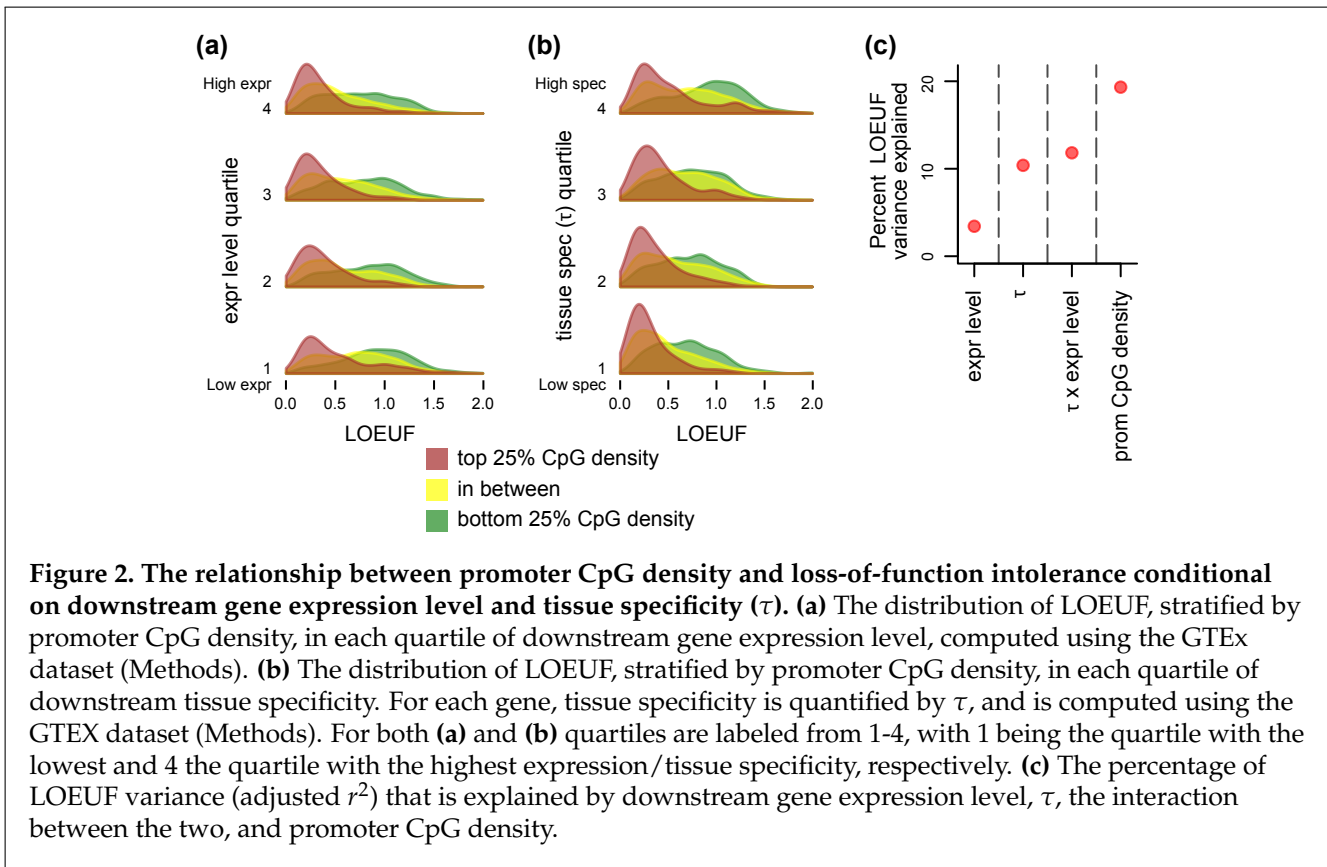 (a)
High expr
4
3
2
1
Low expr
expr level quartile
0.0 0.5 1.0 1.5 2.0
LOEUF
(b)
High spec
4
3
2
1
Low spec
tissue spec (τ) quartile
0.0 0.5 1.0 1.5 2.0
LOEUF
top 25% CpG density
in between
bottom 25% CpG density
(c)
Percent LOEUF
variance explained
20
10
0
expr level
τ
τ x expr level
prom CpG density
Figure 2. The relationship between promoter CpG density and loss-of-function intolerance conditional
on downstream gene expression level and tissue specificity (τ). (a) The distribution of LOEUF, stratified by
promoter CpG density, in each quartile of downstream gene expression level, computed using the GTEx
dataset (Methods). (b) The distribution of LOEUF, stratified by promoter CpG density, in each quartile of
downstream tissue specificity. For each gene, tissue specificity is quantified by τ, and is computed using the
GTEX dataset (Methods). For both (a) and (b) quartiles are labeled from 1-4, with 1 being the quartile with the
lowest and 4 the quartile with the highest expression/tissue specificity, respectively. (c) The percentage of
LOEUF variance (adjusted r²) that is explained by downstream gene expression level, τ, the interaction
between the two, and promoter CpG density.